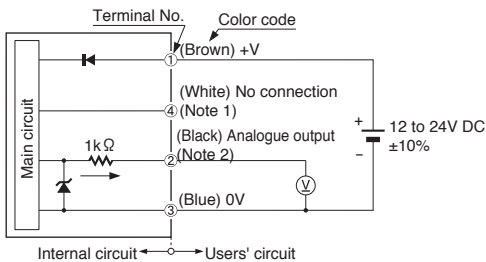 Terminal No.
Color code
① (Brown) +V
(White) No connection
④ (Note 1)
Main circuit
1kΩ
(Black) Analogue output
② (Note 2)
+
12 to 24V DC
−
±10%
V
③ (Blue) 0V
Internal circuit
Users' circuit